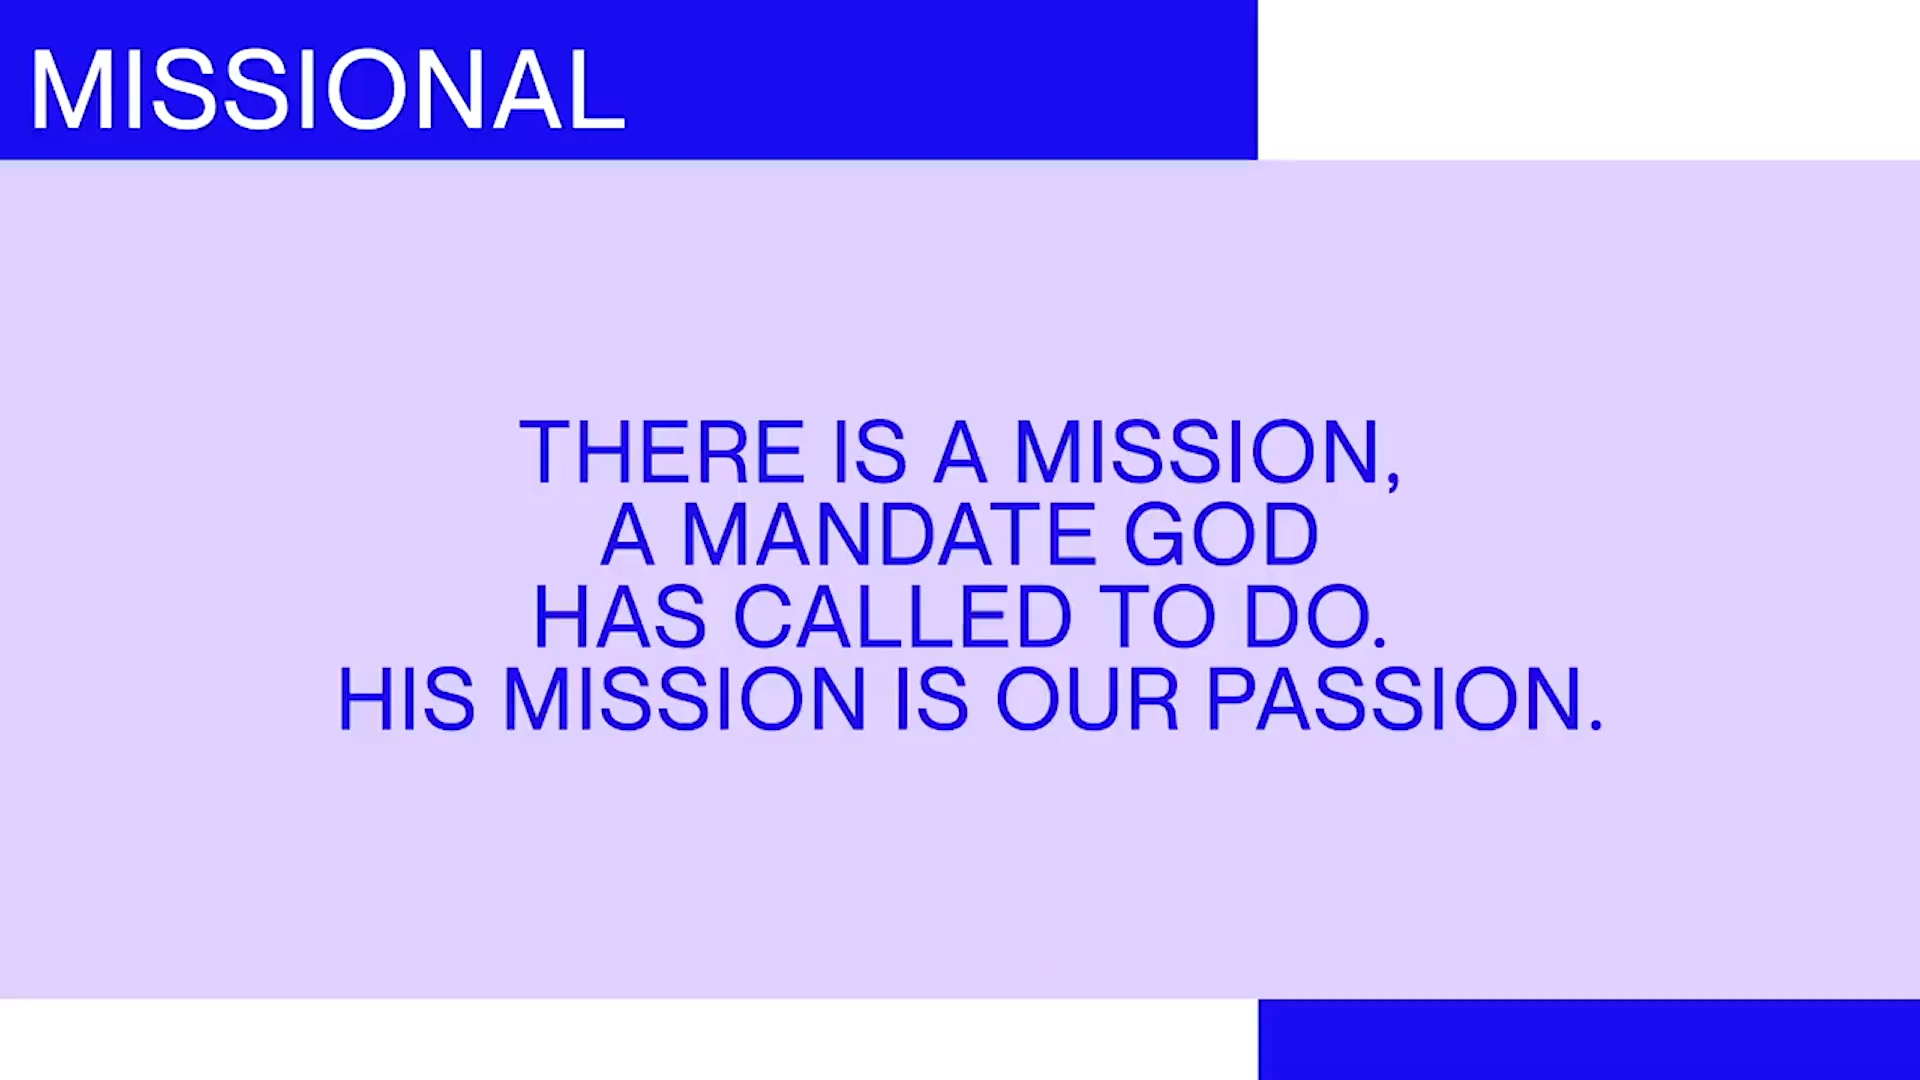 MISSIONAL
THERE IS A MISSION,
A MANDATE GOD
HAS CALLED TO DO.
HIS MISSION IS OUR PASSION.